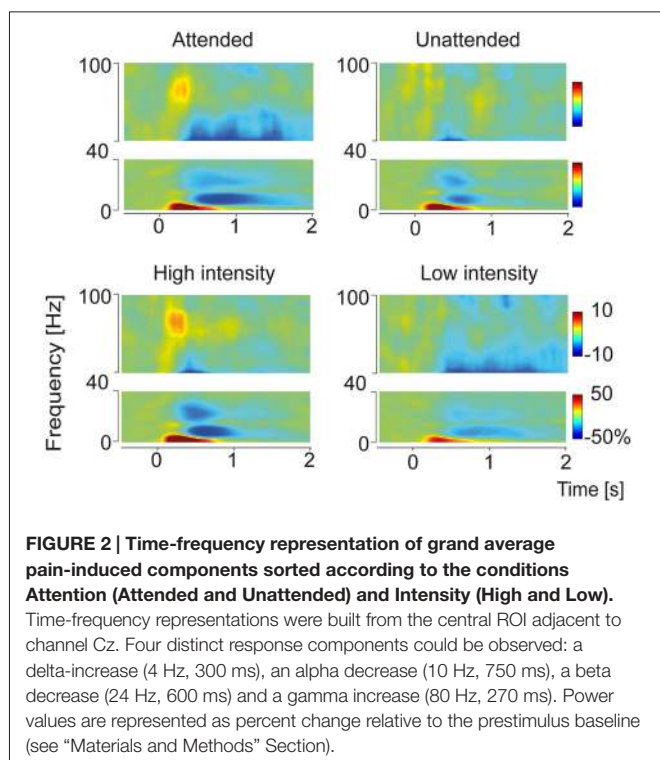 Attended Unattended
100
40
0
0 1 2 0 1 2
High intensity Low intensity
Frequency [Hz]
100
10
-10
40
50
-50%
0
0 1 2 0 1 2
Time [s]
FIGURE 2 | Time-frequency representation of grand average
pain-induced components sorted according to the conditions
Attention (Attended and Unattended) and Intensity (High and Low).
Time-frequency representations were built from the central ROI adjacent to
channel Cz. Four distinct response components could be observed: a
delta-increase (4 Hz, 300 ms), an alpha decrease (10 Hz, 750 ms), a beta
decrease (24 Hz, 600 ms) and a gamma increase (80 Hz, 270 ms). Power
values are represented as percent change relative to the prestimulus baseline
(see “Materials and Methods” Section).